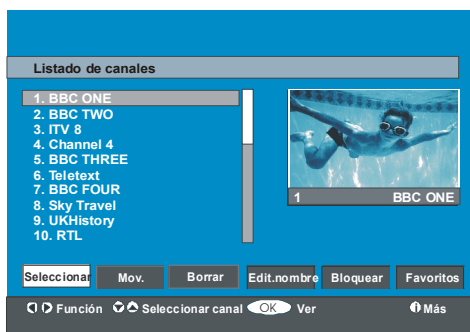 Listado de canales
1. BBC ONE
2. BBC TWO
3. ITV 8
4. Channel 4
5. BBC THREE
6. Teletext
7. BBC FOUR
8. Sky Travel
9. UKHistory
10. RTL
1 BBC ONE
Seleccionar Mov. Borrar Edit.nombre Bloquear Favoritos
Función Seleccionar canal OK Ver i Más